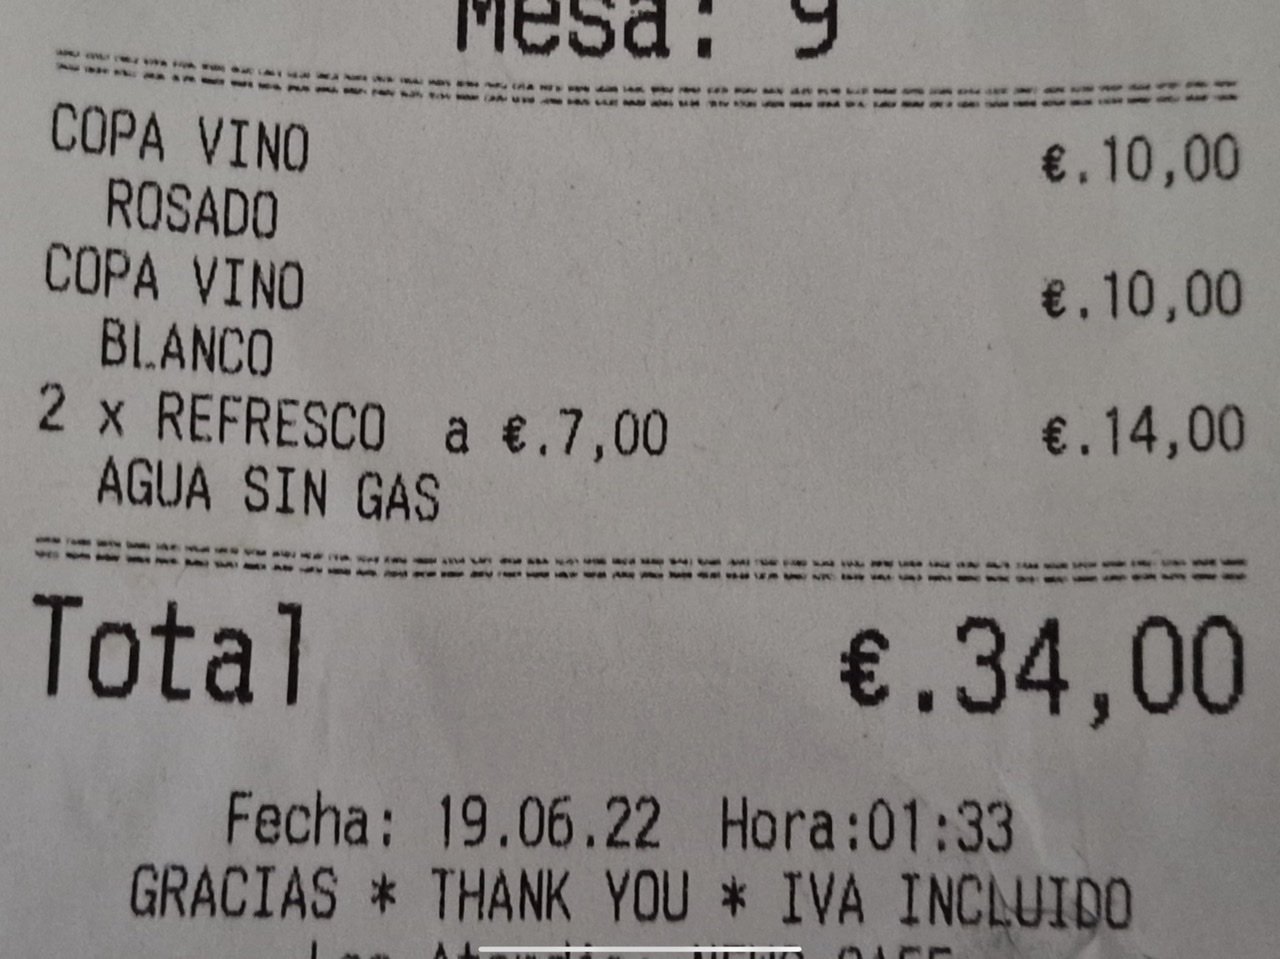 Mesa: 9
COPA VINO €.10,00
ROSADO
COPA VINO €.10,00
BLANCO
2 x REFRESCO a €.7,00 €.14,00
AGUA SIN GAS
Total €.34,00
Fecha: 19.06.22 Hora:01:33
GRACIAS * THANK YOU * IVA INCLUIDO